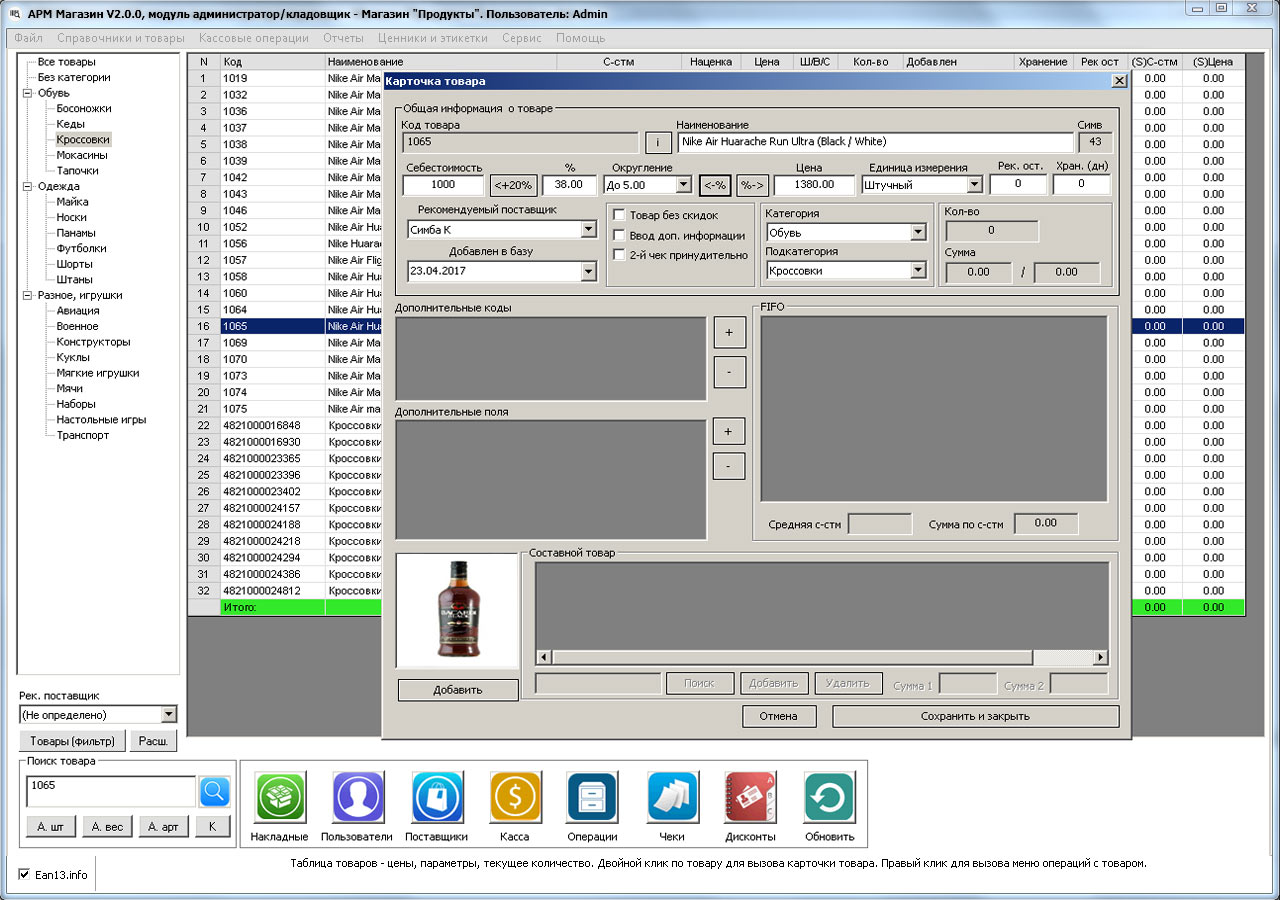 АРМ Магазин V2.0.0, модуль администратор/кладовщик - Магазин "Продукты". Пользователь: Admin
Файл Справочники и товары Кассовые операции Отчеты Ценники и этикетки Сервис Помощь
Все товары
Без категории
Обувь
Босоножки
Кеды
Кроссовки
Мокасины
Тапочки
Одежда
Майка
Носки
Панамы
Футболки
Шорты
Штаны
Разное, игрушки
Авиация
Военное
Конструкторы
Куклы
Мягкие игрушки
Мячи
Наборы
Настольные игры
Транспорт
Рек. поставщик
(Не определено)
Товары (фильтр) Расш.
Поиск товара
1065
А. шт А. вес А. арт К
Ean13.info
N Код Наименование С-стм Наценка Цена Ш/В/С Кол-во Добавлен Хранение Рек ост (S)С-стм (S)Цена
1 1019 Nike Air Ma 0.00 0.00
2 1032 Nike Air Ma 0.00 0.00
3 1036 Nike Air Ma 0.00 0.00
4 1037 Nike Air Ma 0.00 0.00
5 1038 Nike Air Ma 0.00 0.00
6 1039 Nike Air Ma 0.00 0.00
7 1042 Nike Air Ma 0.00 0.00
8 1043 Nike Air Ma 0.00 0.00
9 1046 Nike Air Ma 0.00 0.00
10 1052 Nike Air Hu 0.00 0.00
11 1056 Nike Huara 0.00 0.00
12 1057 Nike Air Flig 0.00 0.00
13 1058 Nike Air Hu 0.00 0.00
14 1060 Nike Air Hu 0.00 0.00
15 1064 Nike Air Hu 0.00 0.00
16 1065 Nike Air Hu 0.00 0.00
17 1069 Nike Air Ma 0.00 0.00
18 1070 Nike Air Ma 0.00 0.00
19 1073 Nike Air Ma 0.00 0.00
20 1074 Nike Air Ma 0.00 0.00
21 1075 Nike Air ma 0.00 0.00
22 4821000016848 Кроссовки 0.00 0.00
23 4821000016930 Кроссовки 0.00 0.00
24 4821000023365 Кроссовки 0.00 0.00
25 4821000023396 Кроссовки 0.00 0.00
26 4821000023402 Кроссовки 0.00 0.00
27 4821000024157 Кроссовки 0.00 0.00
28 4821000024188 Кроссовки 0.00 0.00
29 4821000024218 Кроссовки 0.00 0.00
30 4821000024294 Кроссовки 0.00 0.00
31 4821000024386 Кроссовки 0.00 0.00
32 4821000024812 Кроссовки 0.00 0.00
Итого: 0.00 0.00
Карточка товара
Общая информация о товаре
Код товара Наименование Симв
1065 i Nike Air Huarache Run Ultra (Black / White) 43
Себестоимость % Округление Цена Единица измерения Рек. ост. Хран. (дн)
1000 <+20% 38.00 До 5.00 <-% %-> 1380.00 Штучный 0 0
Рекомендуемый поставщик
Симба К
Добавлен в базу
23.04.2017
Товар без скидок
Ввод доп. информации
2-й чек принудительно
Категория
Обувь
Подкатегория
Кроссовки
Кол-во
0
Сумма
0.00 / 0.00
Дополнительные коды
+
-
Дополнительные поля
+
-
FIFO
Средняя с-стм Сумма по с-стм 0.00
BACARDI
BLACK
Добавить
Составной товар
Поиск Добавить Удалить Сумма 1 Сумма 2
Отмена Сохранить и закрыть
Накладные Пользователи Поставщики Касса Операции Чеки Дисконты Обновить
Таблица товаров - цены, параметры, текущее количество. Двойной клик по товару для вызова карточки товара. Правый клик для вызова меню операций с товаром.